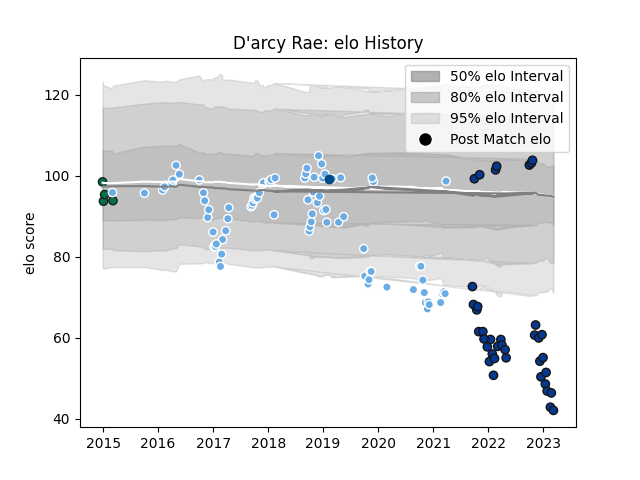 D'arcy Rae: elo History
50% elo Interval
80% elo Interval
95% elo Interval
Post Match elo
elo score
120
100
80
60
40
2015 2016 2017 2018 2019 2020 2021 2022 2023